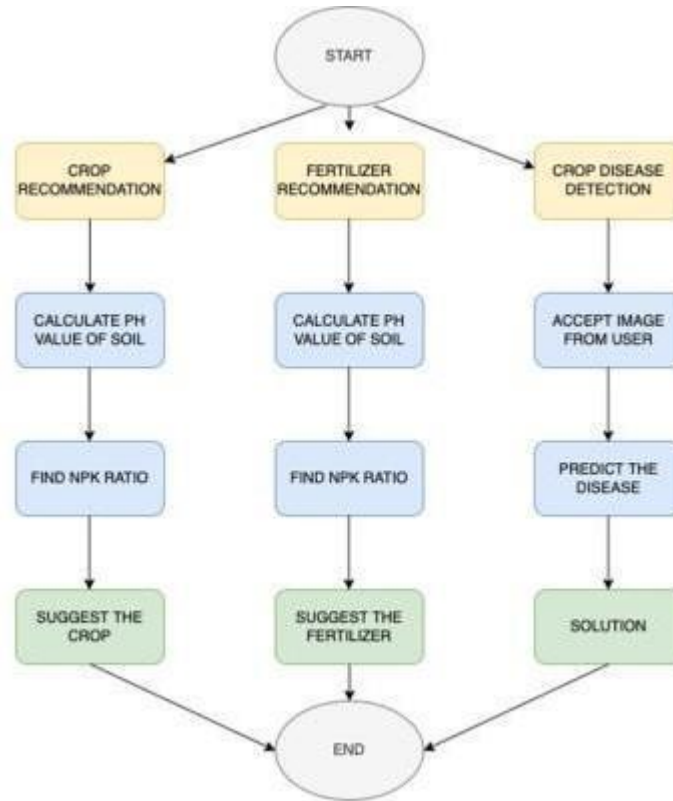 START
CROP
RECOMMENDATION
FERTILIZER
RECOMMENDATION
CROP DISEASE
DETECTION
CALCULATE PH
VALUE OF SOIL
CALCULATE PH
VALUE OF SOIL
ACCEPT IMAGE
FROM USER
FIND NPK RATIO
FIND NPK RATIO
PREDICT THE
DISEASE
SUGGEST THE
CROP
SUGGEST THE
FERTILIZER
SOLUTION
END